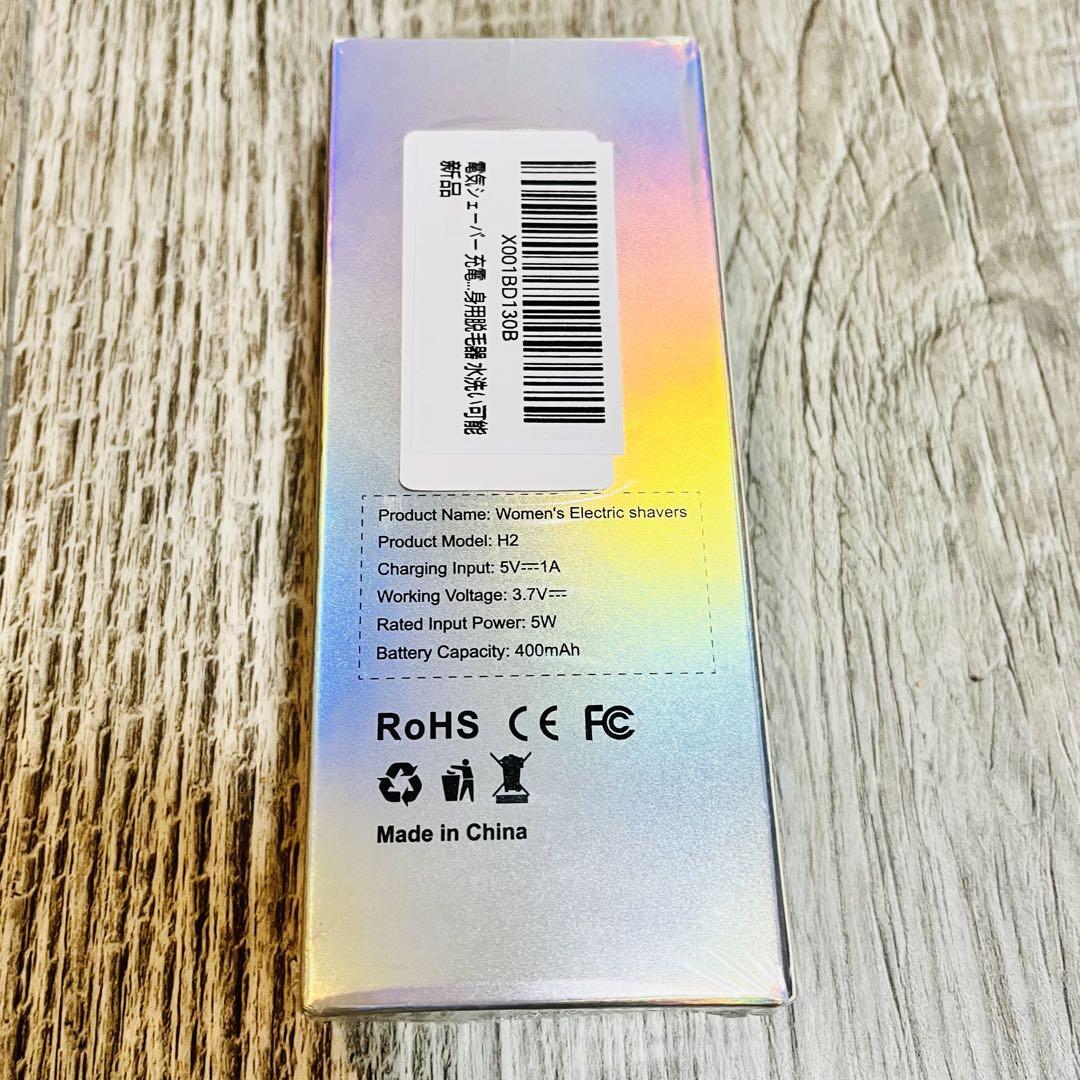 X001BD130B
電気シェーバー 充電...身用脱毛器 水洗い可能
新品
Product Name: Women's Electric shavers
Product Model: H2
Charging Input: 5V⎓1A
Working Voltage: 3.7V⎓
Rated Input Power: 5W
Battery Capacity: 400mAh
RoHS CE FC
Made in China